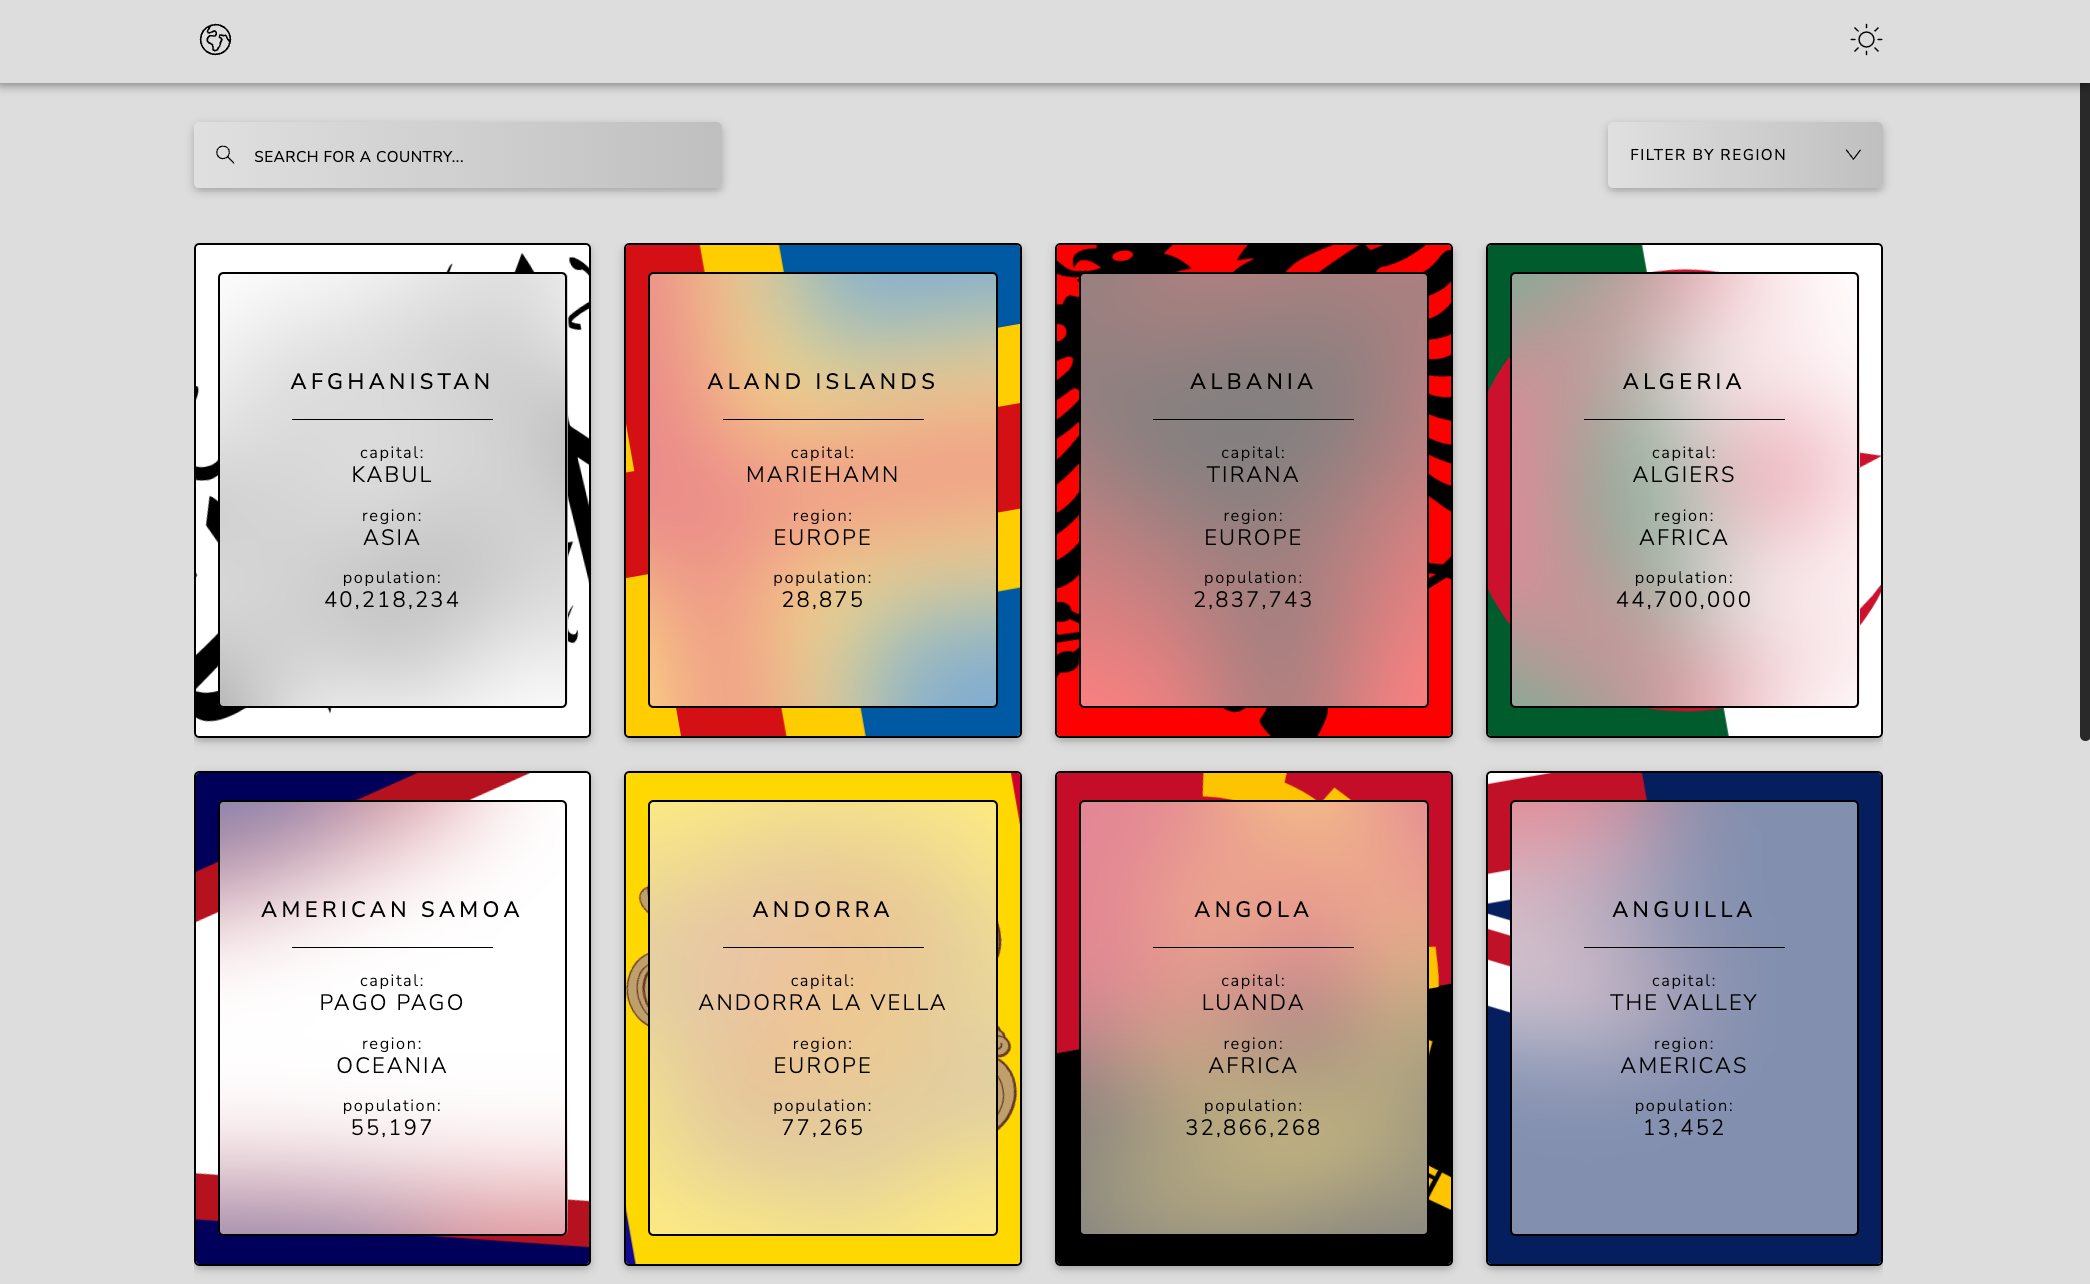 SEARCH FOR A COUNTRY...
FILTER BY REGION
AFGHANISTAN
capital:
KABUL
region:
ASIA
population:
40,218,234
ALAND ISLANDS
capital:
MARIEHAMN
region:
EUROPE
population:
28,875
ALBANIA
capital:
TIRANA
region:
EUROPE
population:
2,837,743
ALGERIA
capital:
ALGIERS
region:
AFRICA
population:
44,700,000
AMERICAN SAMOA
capital:
PAGO PAGO
region:
OCEANIA
population:
55,197
ANDORRA
capital:
ANDORRA LA VELLA
region:
EUROPE
population:
77,265
ANGOLA
capital:
LUANDA
region:
AFRICA
population:
32,866,268
ANGUILLA
capital:
THE VALLEY
region:
AMERICAS
population:
13,452